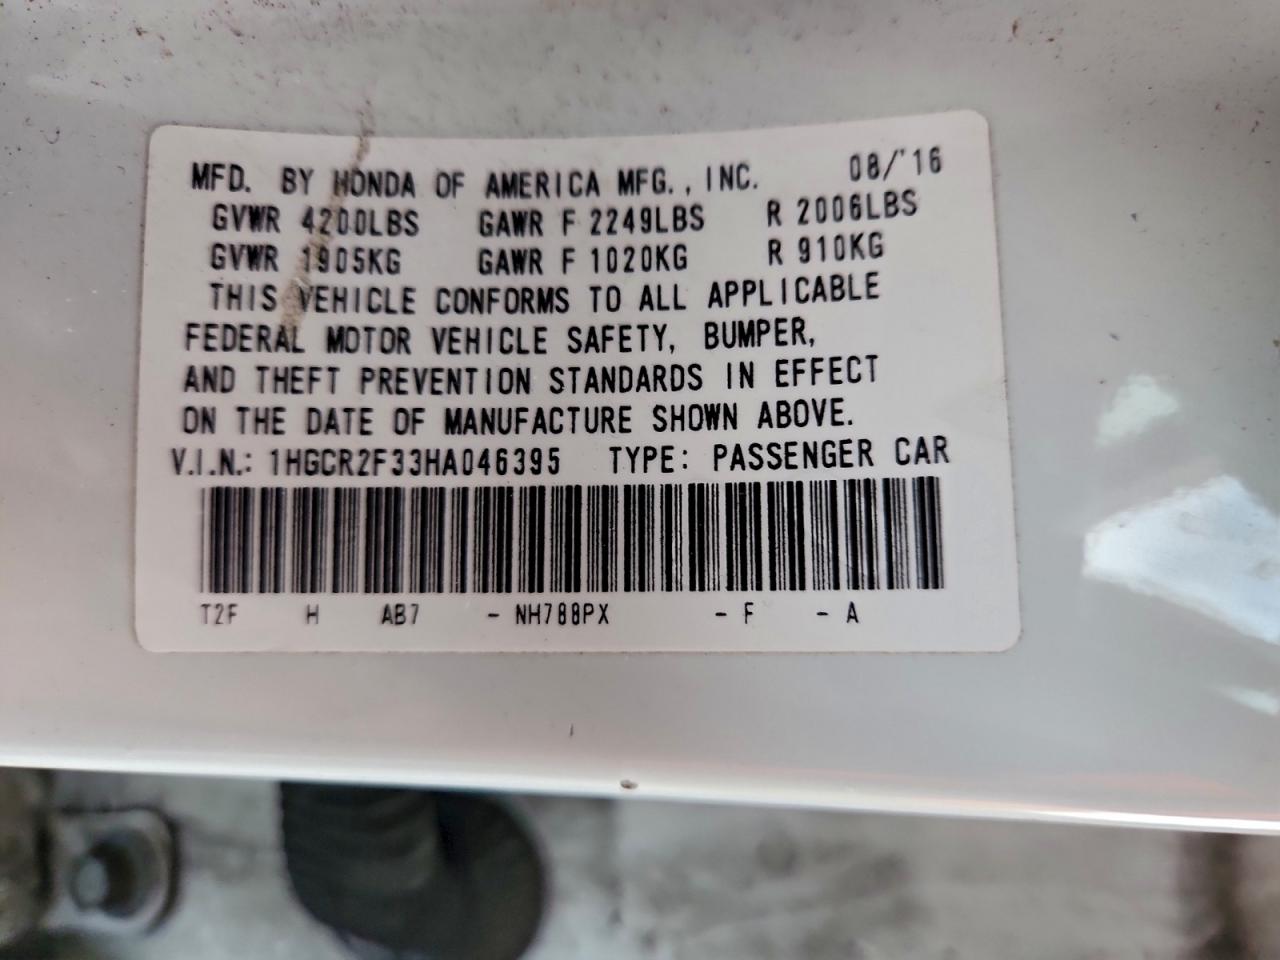 MFD. BY HONDA OF AMERICA MFG., INC. 08/'16
GVWR 4200LBS GAWR F 2249LBS R 2006LBS
GVWR 1905KG GAWR F 1020KG R 910KG
THIS VEHICLE CONFORMS TO ALL APPLICABLE
FEDERAL MOTOR VEHICLE SAFETY, BUMPER,
AND THEFT PREVENTION STANDARDS IN EFFECT
ON THE DATE OF MANUFACTURE SHOWN ABOVE.
V.I.N.: 1HGCR2F33HA046395 TYPE: PASSENGER CAR
T2F H AB7 - NH788PX - F - A